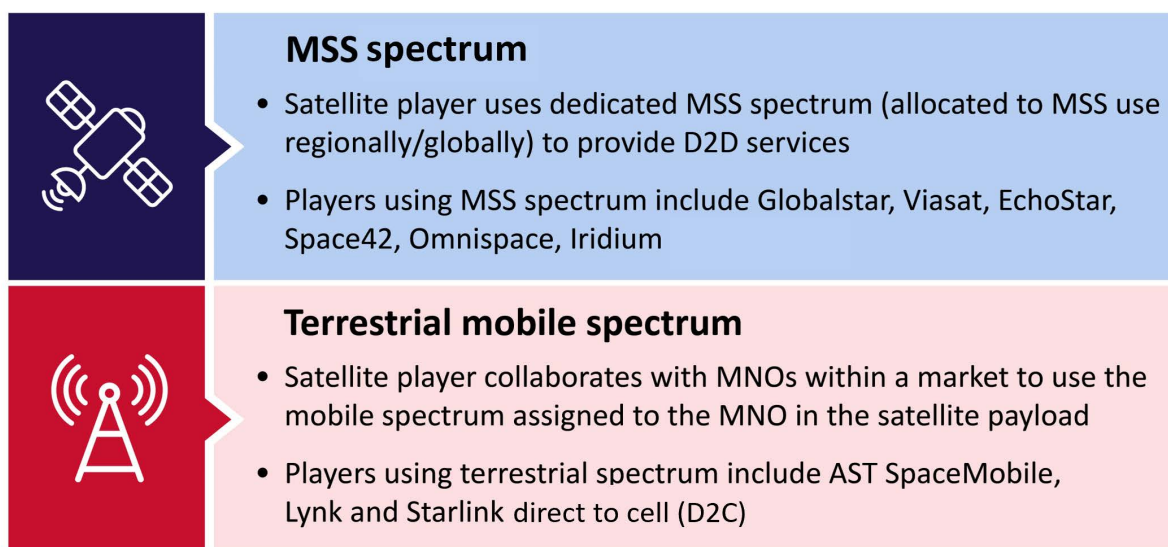 MSS spectrum
• Satellite player uses dedicated MSS spectrum (allocated to MSS use
regionally/globally) to provide D2D services
• Players using MSS spectrum include Globalstar, Viasat, EchoStar,
Space42, Omnispace, Iridium
Terrestrial mobile spectrum
• Satellite player collaborates with MNOs within a market to use the
mobile spectrum assigned to the MNO in the satellite payload
• Players using terrestrial spectrum include AST SpaceMobile,
Lynk and Starlink direct to cell (D2C)